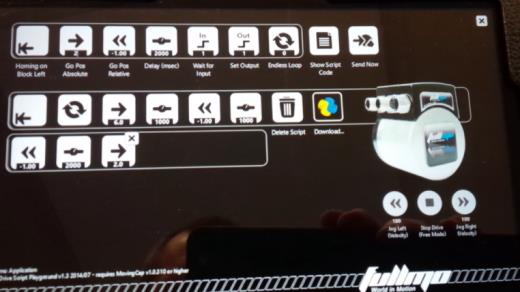 2 -1.00 2000 In 1 Out 1 0
Homing on Block Left Go Pos Absolute Go Pos Relative Delay (msec) Wait for Input Set Output Endless Loop Show Script Code Send Now
5.0 1000 -1.00 1000
Delete Script Download...
-1.00 2000 2.0
100 100
Jog Left (Velocity) Stop Drive (Free Mode) Jog Right (Velocity)
Application
Drive Script Playground v1.3 2014/07 - requires MovingCap v1.0.210 or higher
fullmo
World in Motion